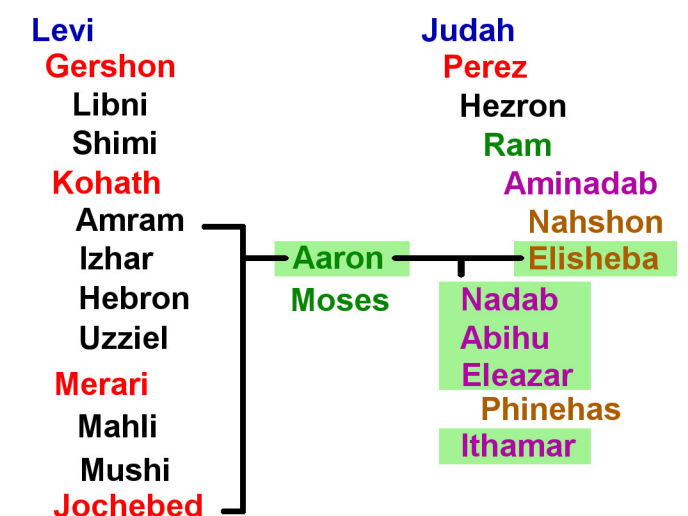 Levi
Gershon
Libni
Shimi
Kohath
Amram
Izhar
Hebron
Uzziel
Merari
Mahli
Mushi
Jochebed
Aaron
Moses
Judah
Perez
Hezron
Ram
Aminadab
Nahshon
Elisheba
Nadab
Abihu
Eleazar
Phinehas
Ithamar